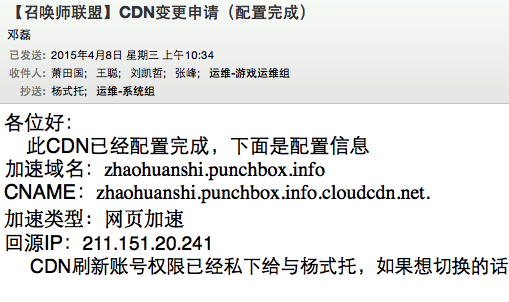 【召唤师联盟】CDN变更申请（配置完成）
邓磊
已发送: 2015年4月8日 星期三 上午10:34
收件人: 萧田国; 王聪; 刘凯哲; 张峰; 运维-游戏运维组
抄送: 杨式托; 运维-系统组
各位好：
此CDN已经配置完成，下面是配置信息
加速域名：zhaohuanshi.punchbox.info
CNAME：zhaohuanshi.punchbox.info.cloudcdn.net.
加速类型：网页加速
回源IP：211.151.20.241
CDN刷新账号权限已经私下给与杨式托，如果想切换的话